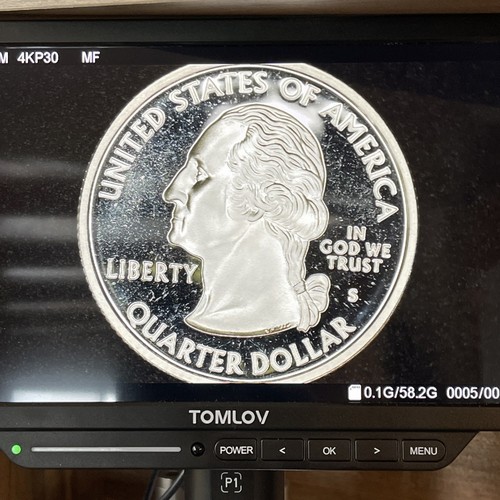 M 4KP30 MF
UNITED STATES OF AMERICA
LIBERTY
IN
GOD WE
TRUST
S
QUARTER DOLLAR
0.1G/58.2G 0005/00
TOMLOV
POWER < OK > MENU
P1